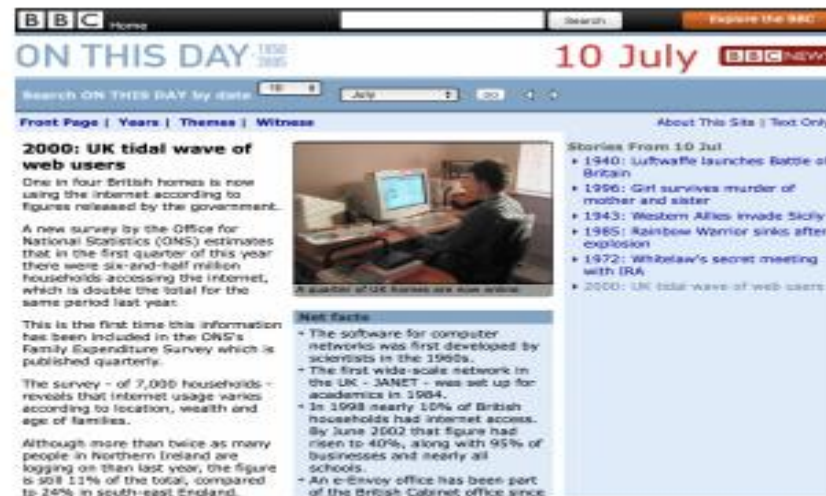 BBC Home
Search
Explore the BBC
ON THIS DAY 1950 2005
10 July
BBC NEWS
Search ON THIS DAY by date
10
July
GO
Front Page | Years | Themes | Witness
About This Site | Text Only
2000: UK tidal wave of
web users
One in four British homes is now
using the internet according to
figures released by the government.
A new survey by the Office for
National Statistics (ONS) estimates
that in the first quarter of this year
there were six-and-half million
households accessing the internet,
which is double the total for the
same period last year.
This is the first time this information
has been included in the ONS's
Family Expenditure Survey which is
published quarterly.
The survey - of 7,000 households -
reveals that internet usage varies
according to location, wealth and
age of families.
Although more than twice as many
people in Northern Ireland are
logging on than last year, the figure
is still 11% of the total, compared
to 24% in south-east England.
A quarter of UK homes are now online
Net facts
The software for computer
networks was first developed by
scientists in the 1960s.
The first wide-scale network in
the UK - JANET - was set up for
academics in 1984.
In 1998 nearly 10% of British
households had internet access.
By June 2002 that figure had
risen to 40%, along with 95% of
businesses and nearly all
schools.
An e-Envoy office has been part
of the British Cabinet office since
Stories From 10 Jul
1940: Luftwaffe launches Battle of
Britain
1996: Girl survives murder of
mother and sister
1943: Western Allies invade Sicily
1985: Rainbow Warrior sinks after
explosion
1972: Whitelaw's secret meeting
with IRA
2000: UK tidal wave of web users